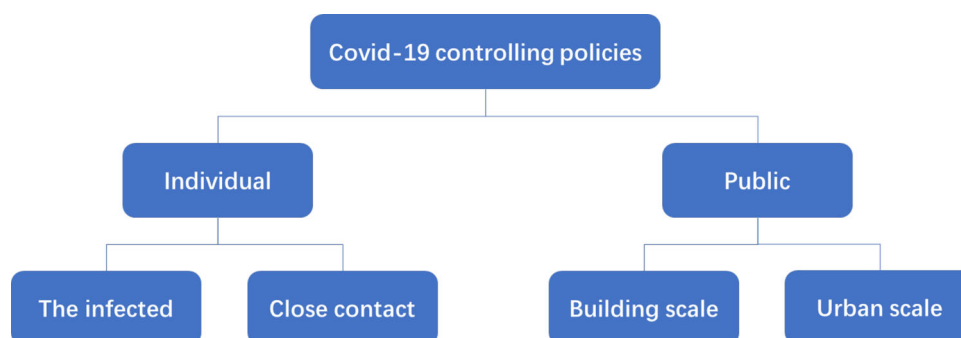 Covid-19 controlling policies
Individual
Public
The infected
Close contact
Building scale
Urban scale